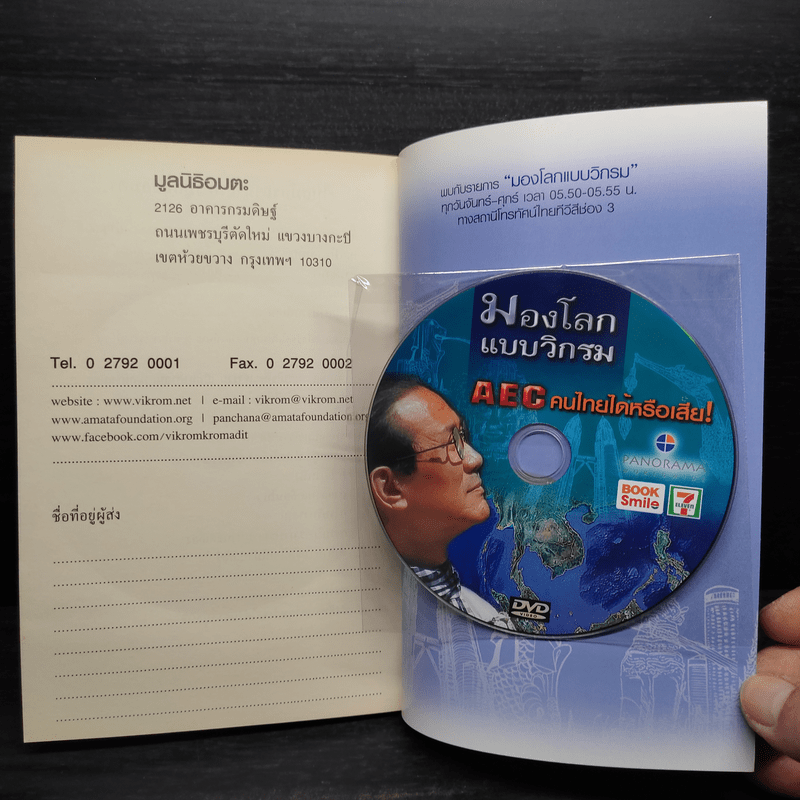 มูลนิธิอมตะ
2126 อาคารกรมดิษฐ์
ถนนเพชรบุรีตัดใหม่ แขวงบางกะปิ
เขตห้วยขวาง กรุงเทพฯ 10310
Tel. 0 2792 0001 Fax. 0 2792 0002
website : www.vikrom.net | e-mail : vikrom@vikrom.net
www.amatafoundation.org | panchana@amatafoundation.org
www.facebook.com/vikromkromadit
ชื่อที่อยู่ผู้ส่ง
พบกับรายการ “มองโลกแบบวิกรม”
ทุกวันจันทร์-ศุกร์ เวลา 05.50-05.55 น.
ทางสถานีโทรทัศน์ไทยทีวีสีช่อง 3
มองโลก
แบบวิกรม
AEC คนไทยได้หรือเสีย!
PANORAMA
BOOK
Smile
7
ELEVEN
DVD
VIDEO